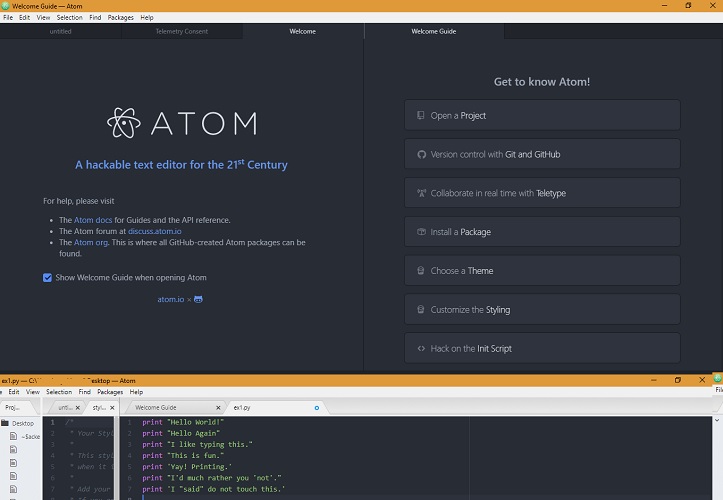 Welcome Guide — Atom
File Edit View Selection Find Packages Help
untitled Telemetry Consent Welcome Welcome Guide
ATOM
A hackable text editor for the 21st Century
For help, please visit
• The Atom docs for Guides and the API reference.
• The Atom forum at discuss.atom.io
• The Atom org. This is where all GitHub-created Atom packages can be
found.
Show Welcome Guide when opening Atom
atom.io ×
Get to know Atom!
Open a Project
Version control with Git and GitHub
Collaborate in real time with Teletype
Install a Package
Choose a Theme
Customize the Styling
Hack on the Init Script
ex1.py — C:\ Desktop — Atom
Edit View Selection Find Packages Help
Fil
Proj... unti... styl... Welcome Guide ex1.py
Desktop
1 /*
2 * Your Styl
3 *
4 * This styl
5 * when it
6 *
7 * Add your
1 print "Hello World!"
2 print "Hello Again"
3 print "I like typing this."
4 print "This is fun."
5 print 'Yay! Printing.'
6 print "I'd much rather you 'not'."
7 print 'I "said" do not touch this.'
8